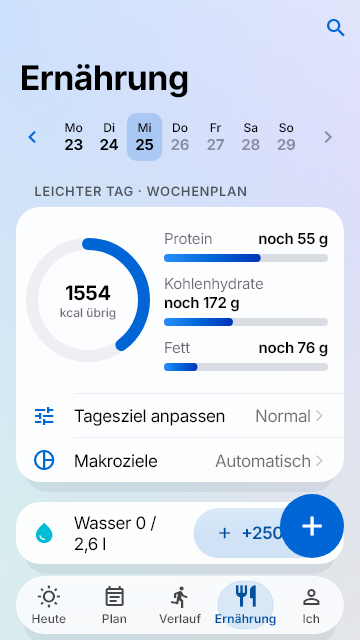 Ernährung
Mo Di Mi Do Fr Sa So
23 24 25 26 27 28 29
LEICHTER TAG · WOCHENPLAN
1554
kcal übrig
Protein noch 55 g
Kohlenhydrate
noch 172 g
Fett noch 76 g
Tagesziel anpassen Normal
Makroziele Automatisch
Wasser 0 /
2,6 l
+ +250
Heute Plan Verlauf Ernährung Ich